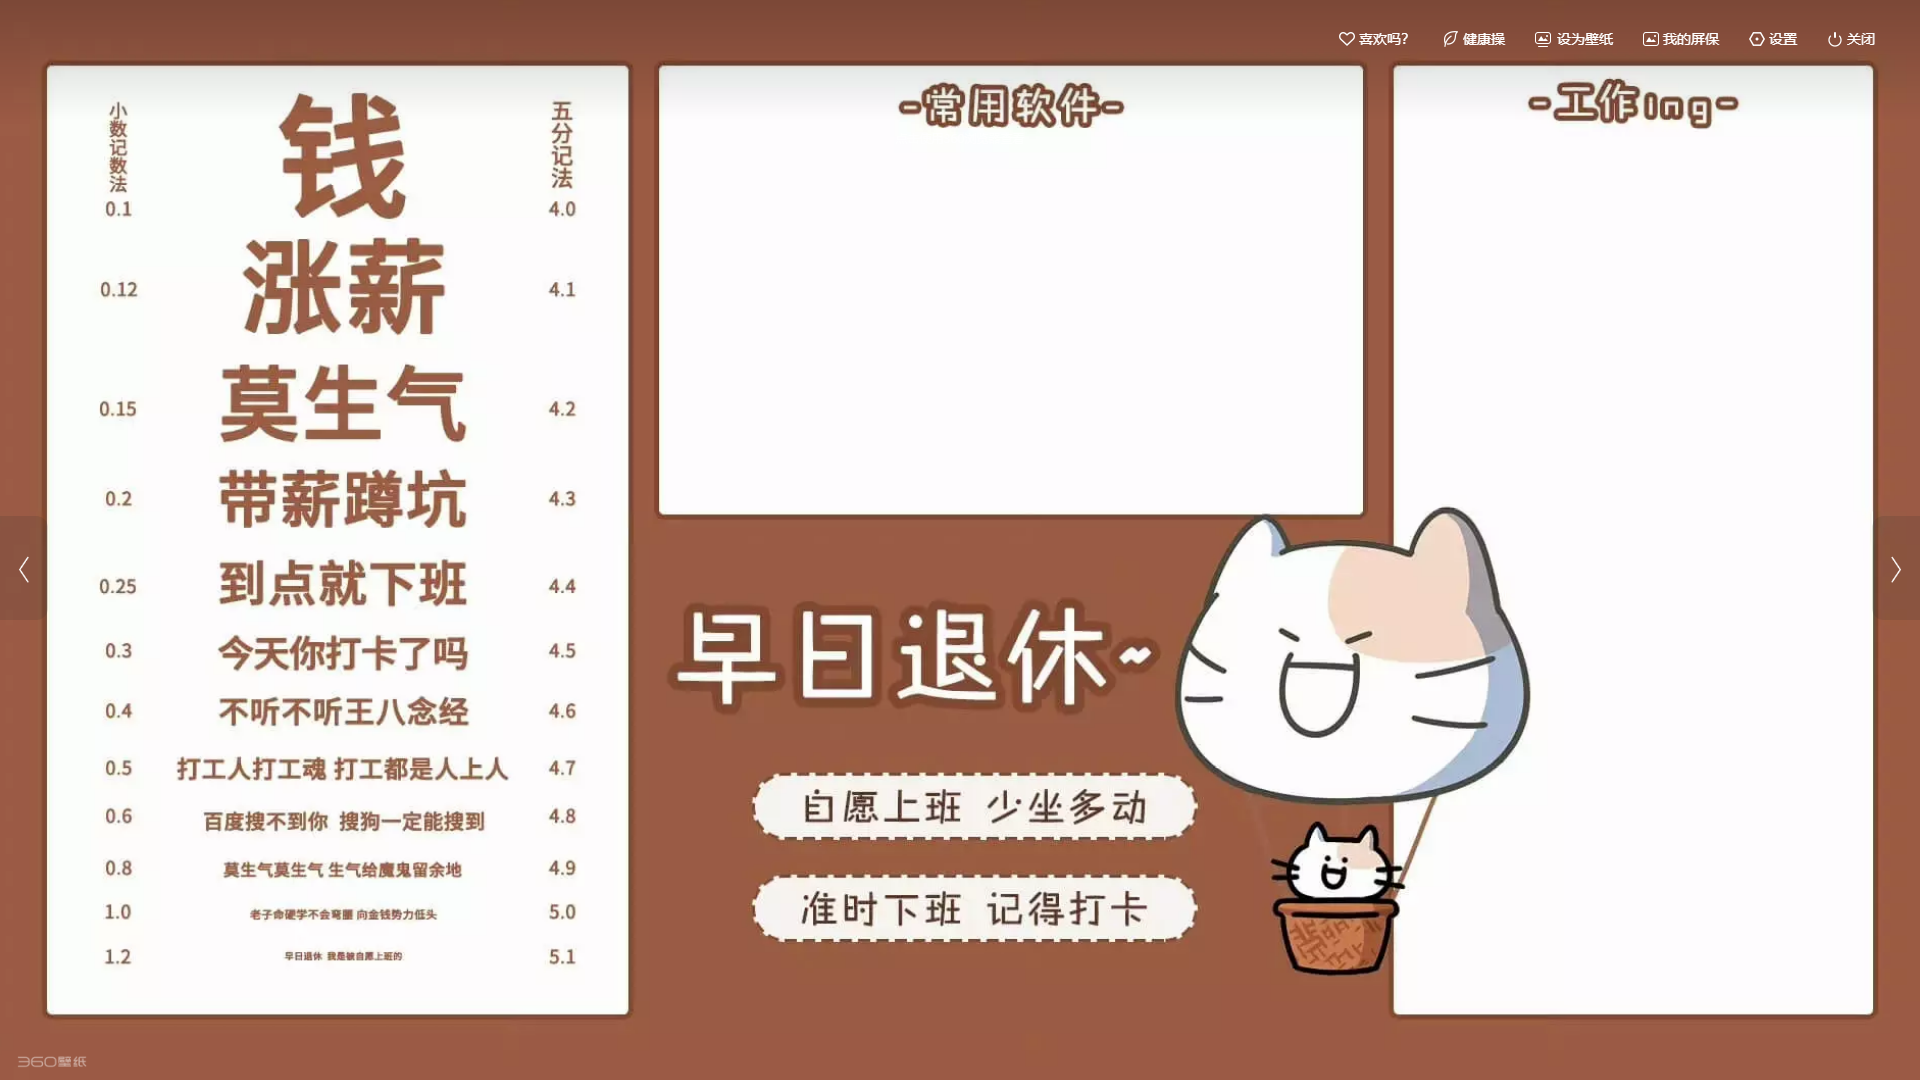 喜欢吗?
健康操
设为壁纸
我的屏保
设置
关闭
小数记数法
五分记法
0.1 钱 4.0
0.12 涨薪 4.1
0.15 莫生气 4.2
0.2 带薪蹲坑 4.3
0.25 到点就下班 4.4
0.3 今天你打卡了吗 4.5
0.4 不听不听王八念经 4.6
0.5 打工人打工魂 打工都是人上人 4.7
0.6 百度搜不到你 搜狗一定能搜到 4.8
0.8 莫生气莫生气 生气给魔鬼留余地 4.9
1.0 老子命硬学不会弯腰 向金钱势力低头 5.0
1.2 早日退休 我是被自愿上班的 5.1
-常用软件-
-工作ing-
早日退休~
自愿上班 少坐多动
准时下班 记得打卡
360壁纸